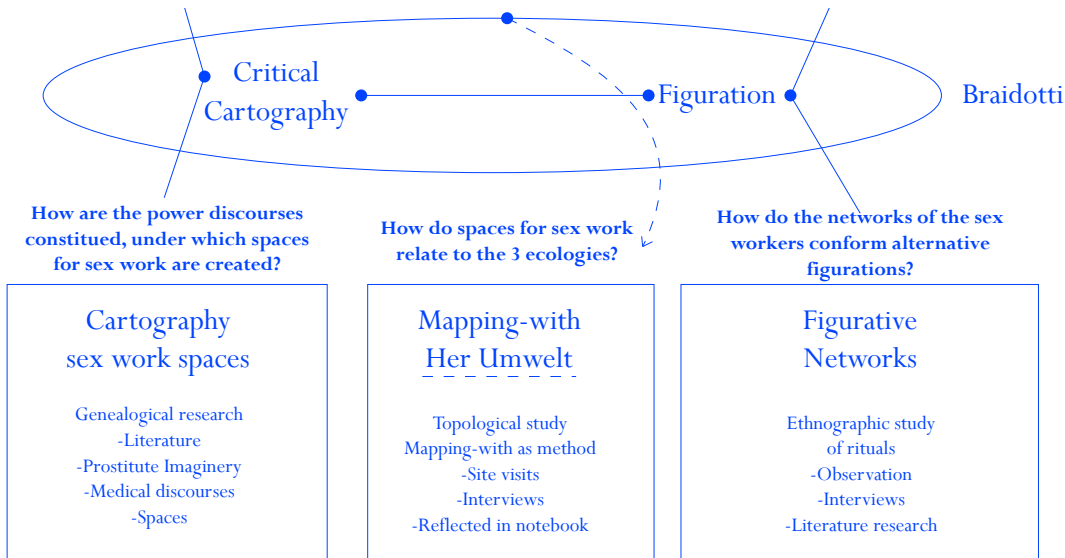 Critical
Cartography
Figuration
Braidotti
How are the power discourses
constitued, under which spaces
for sex work are created?
How do spaces for sex work
relate to the 3 ecologies?
How do the networks of the sex
workers conform alternative
figurations?
Cartography
sex work spaces
Genealogical research
-Literature
-Prostitute Imaginery
-Medical discourses
-Spaces
Mapping-with
Her Umwelt
Topological study
Mapping-with as method
-Site visits
-Interviews
-Reflected in notebook
Figurative
Networks
Ethnographic study
of rituals
-Observation
-Interviews
-Literature research